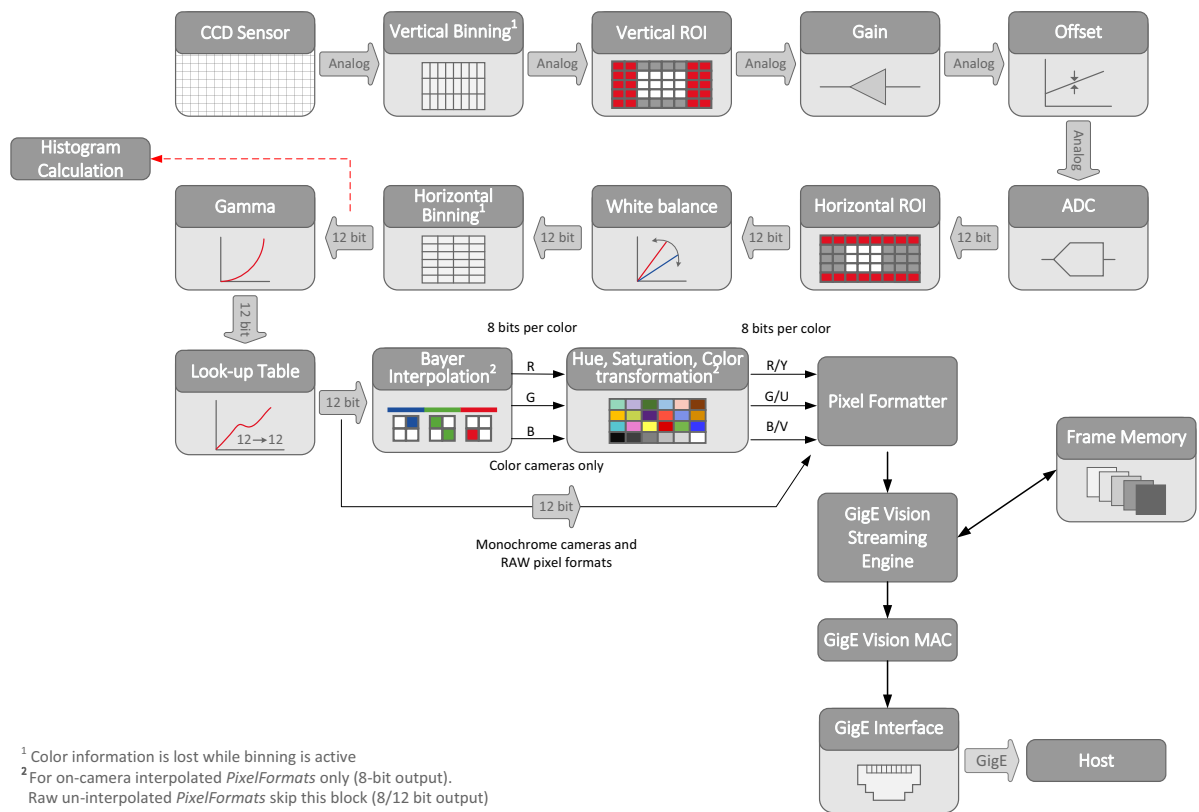 CCD Sensor
Analog
Vertical Binning¹
Analog
Vertical ROI
Analog
Gain
Analog
Offset
Analog
Histogram
Calculation
Gamma
12 bit
Horizontal
Binning¹
12 bit
White balance
12 bit
Horizontal ROI
12 bit
ADC
12 bit
8 bits per color
8 bits per color
Look-up Table
12→12
12 bit
Bayer
Interpolation²
R
G
B
Hue, Saturation, Color
transformation²
R/Y
G/U
B/V
Pixel Formatter
Color cameras only
12 bit
Monochrome cameras and
RAW pixel formats
Frame Memory
GigE Vision
Streaming
Engine
GigE Vision MAC
GigE Interface
GigE
Host
¹ Color information is lost while binning is active
² For on-camera interpolated PixelFormats only (8-bit output).
Raw un-interpolated PixelFormats skip this block (8/12 bit output)